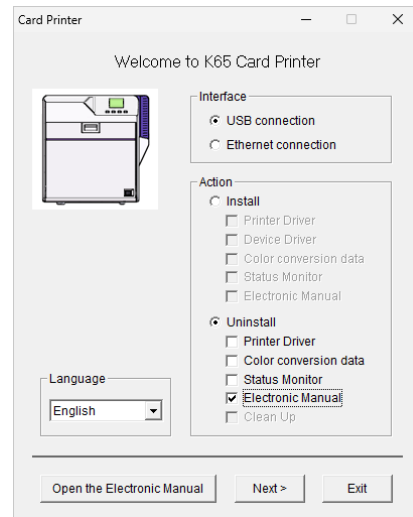 Card Printer
Welcome to K65 Card Printer
Interface
USB connection
Ethernet connection
Action
Install
Printer Driver
Device Driver
Color conversion data
Status Monitor
Electronic Manual
Uninstall
Printer Driver
Color conversion data
Status Monitor
Electronic Manual
Clean Up
Language
English
Open the Electronic Manual
Next >
Exit